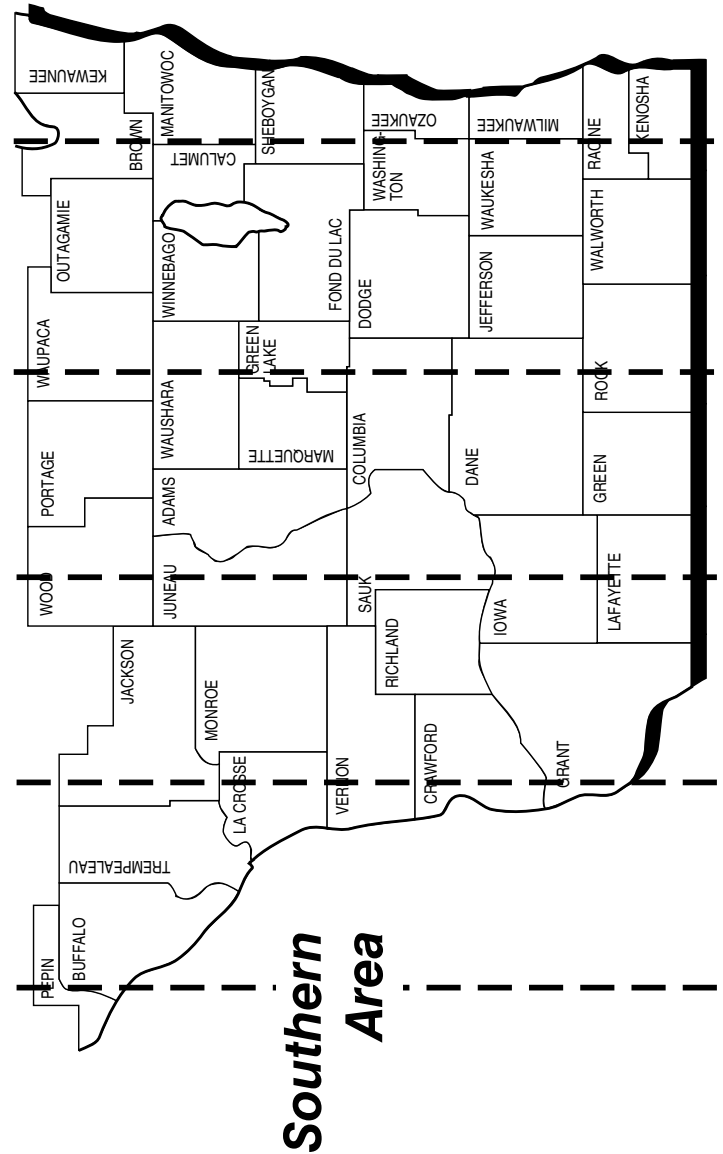 PEPIN
BUFFALO
TREMPEALEAU
JACKSON
LA CROSSE
MONROE
VERNON
CRAWFORD
RICHLAND
GRANT
WOOD
PORTAGE
WAUPACA
OUTAGAMIE
BROWN
KEWAUNEE
JUNEAU
ADAMS
WAUSHARA
WINNEBAGO
CALUMET
MANITOWOC
MARQUETTE
GREEN
LAKE
FOND DU LAC
SHEBOYGAN
SAUK
COLUMBIA
DODGE
WASHING-
TON
OZAUKEE
IOWA
DANE
JEFFERSON
WAUKESHA
MILWAUKEE
LAFAYETTE
GREEN
ROCK
WALWORTH
RACINE
KENOSHA
Southern
Area